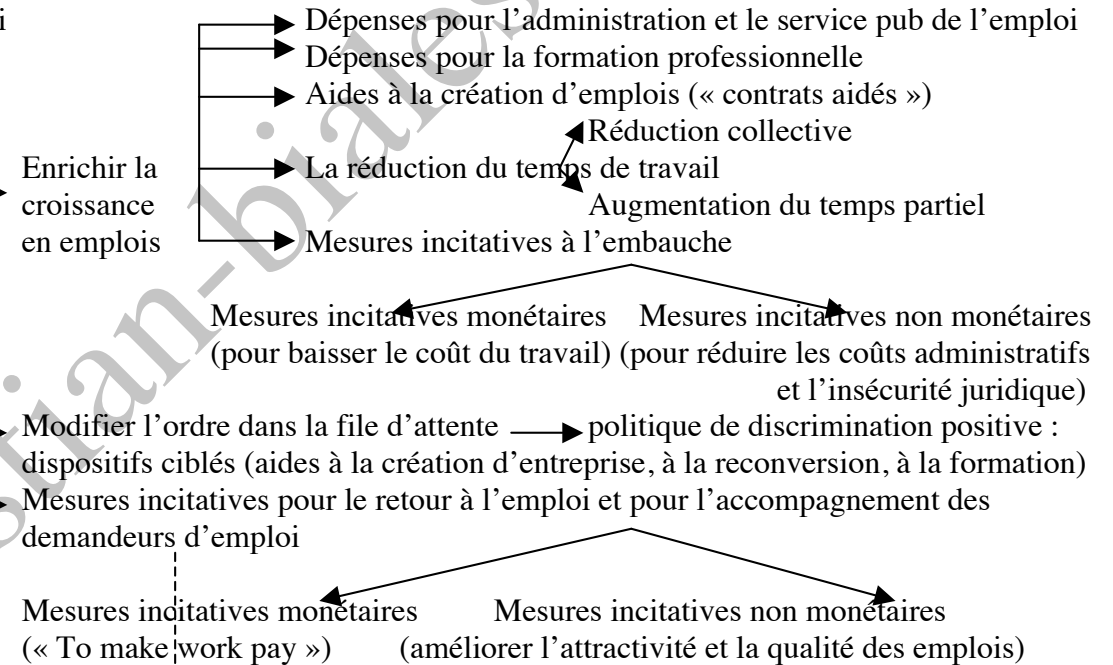 i
Dépenses pour l’administration et le service pub de l’emploi
Dépenses pour la formation professionnelle
Aides à la création d’emplois (« contrats aidés »)
Réduction collective
Enrichir la
croissance
en emplois
La réduction du temps de travail
Augmentation du temps partiel
Mesures incitatives à l’embauche
Mesures incitatives monétaires
(pour baisser le coût du travail)
Mesures incitatives non monétaires
(pour réduire les coûts administratifs
et l’insécurité juridique)
Modifier l’ordre dans la file d’attente politique de discrimination positive :
dispositifs ciblés (aides à la création d’entreprise, à la reconversion, à la formation)
Mesures incitatives pour le retour à l’emploi et pour l’accompagnement des
demandeurs d’emploi
Mesures incitatives monétaires
(« To make work pay »)
Mesures incitatives non monétaires
(améliorer l’attractivité et la qualité des emplois)
stian-biales